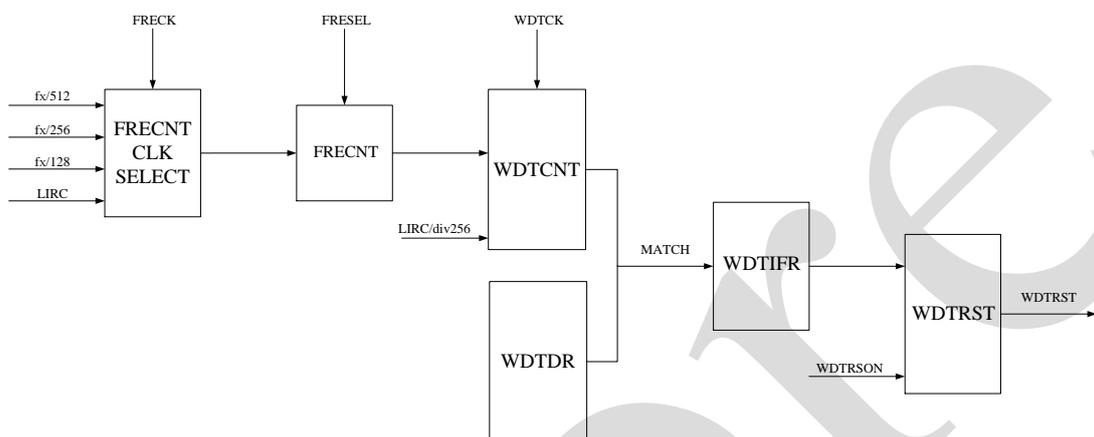 FRECK
FRESEL
WDTCK
fx/512
fx/256
fx/128
LIRC
FRECNT
CLK
SELECT
FRECNT
WDTCNT
LIRC/div256
MATCH
WDTIFR
WDTDR
WDTRST
WDTRST
WDTRSON
re